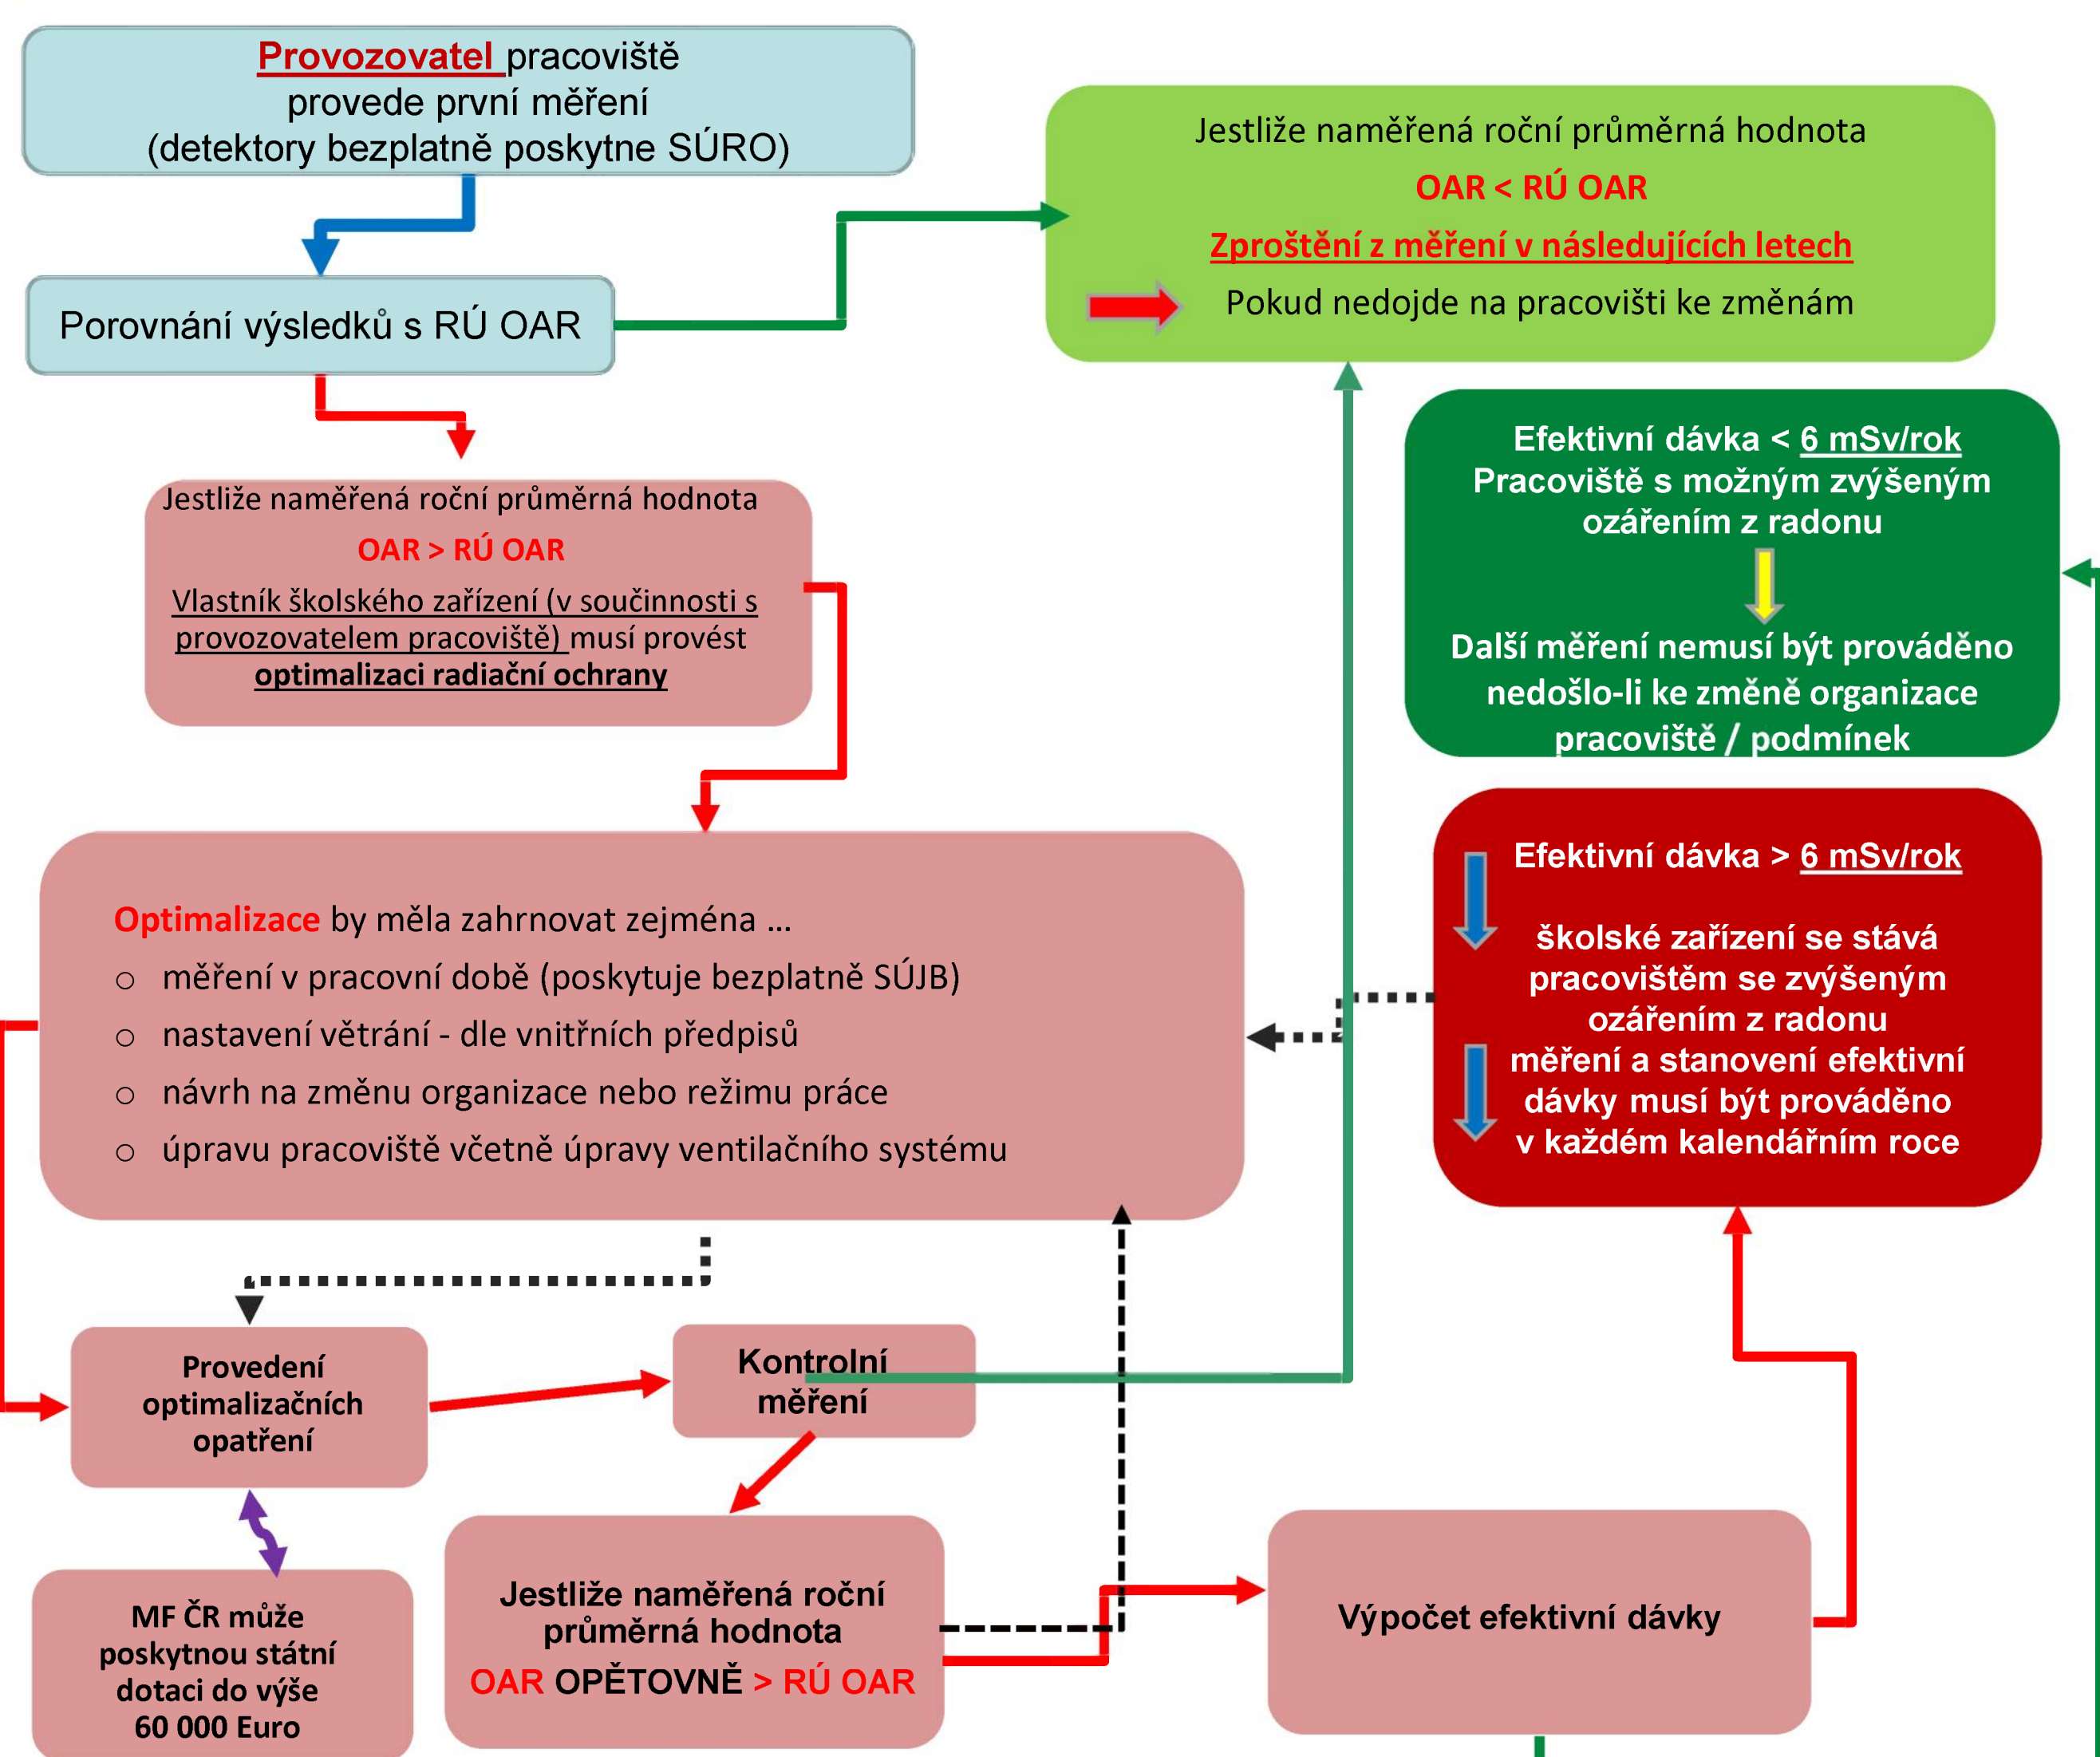 Provozovatel pracoviště
provede první měření
(detektory bezplatně poskytne SÚRO)
Porovnání výsledků s RÚ OAR
Jestliže naměřená roční průměrná hodnota
OAR < RÚ OAR
Zproštění z měření v následujících letech
Pokud nedojde na pracovišti ke změnám
Jestliže naměřená roční průměrná hodnota
OAR > RÚ OAR
Vlastník školského zařízení (v součinnosti s
provozovatelem pracoviště) musí provést
optimalizaci radiační ochrany
Efektivní dávka < 6 mSv/rok
Pracoviště s možným zvýšeným
ozářením z radonu
Další měření nemusí být prováděno
nedošlo-li ke změně organizace
pracoviště / podmínek
Optimalizace by měla zahrnovat zejména ...
o měření v pracovní době (poskytuje bezplatně SÚJB)
o nastavení větrání - dle vnitřních předpisů
o návrh na změnu organizace nebo režimu práce
o úpravu pracoviště včetně úpravy ventilačního systému
Efektivní dávka > 6 mSv/rok
školské zařízení se stává
pracovištěm se zvýšeným
ozářením z radonu
měření a stanovení efektivní
dávky musí být prováděno
v každém kalendářním roce
Provedení
optimalizačních
opatření
Kontrolní
měření
MF ČR může
poskytnou státní
dotaci do výše
60 000 Euro
Jestliže naměřená roční
průměrná hodnota
OAR OPĚTOVNĚ > RÚ OAR
Výpočet efektivní dávky